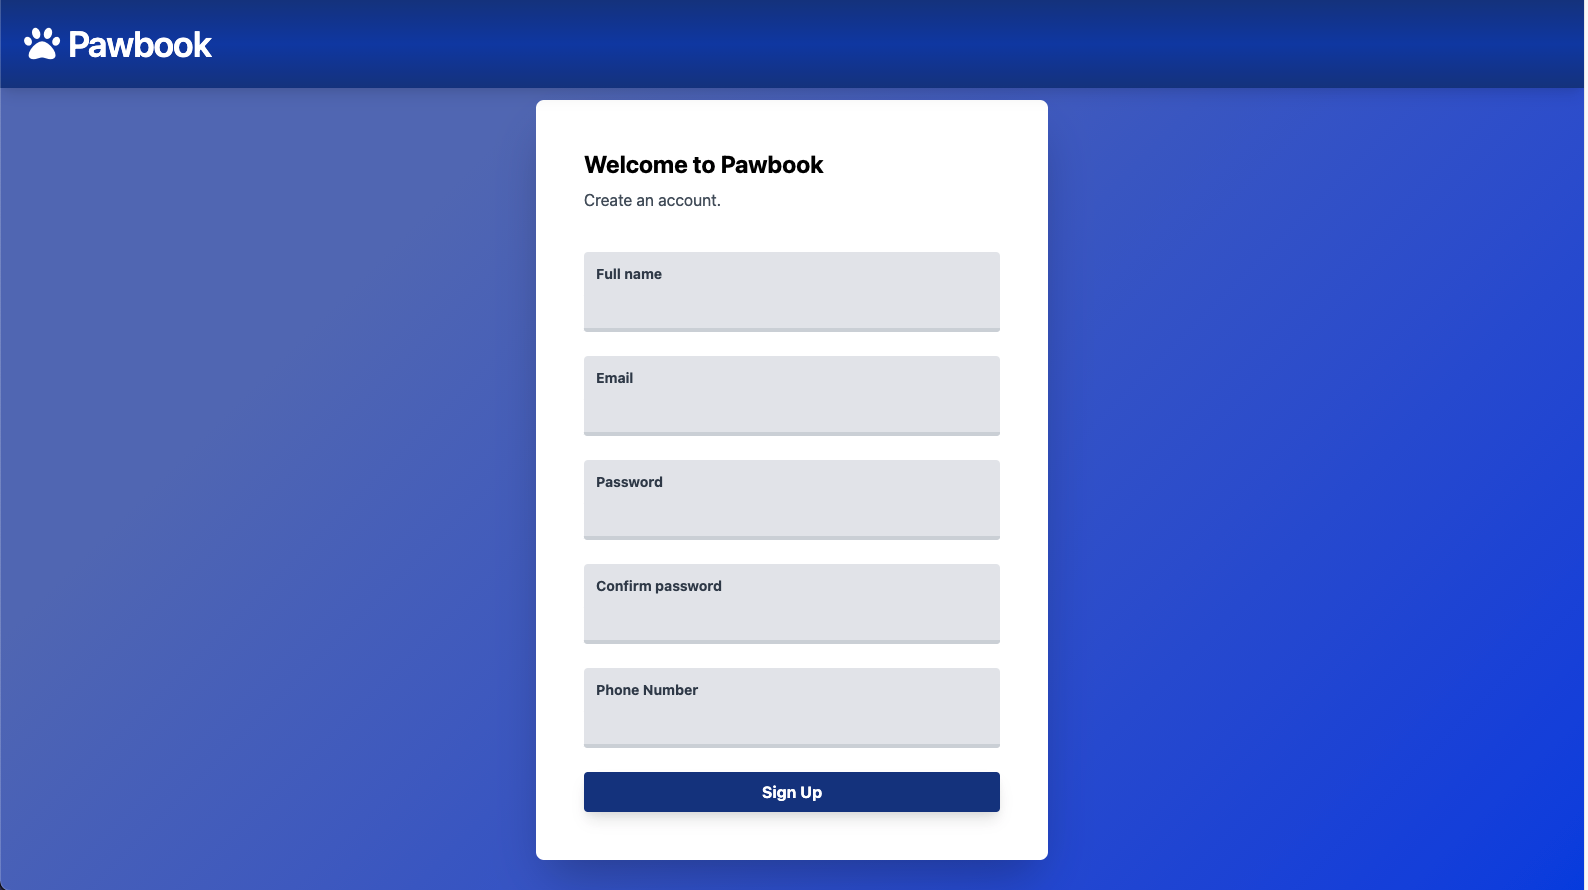 Pawbook
Welcome to Pawbook
Create an account.
Full name
Email
Password
Confirm password
Phone Number
Sign Up